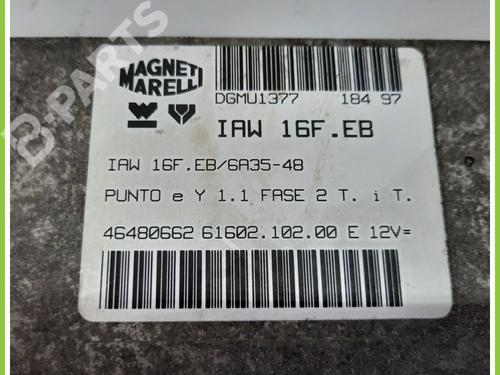 MAGNETI
MARELLI
DGMU1377 184 97
IAW 16F.EB
IAW 16F.EB/6A35-48
PUNTO e Y 1.1 FASE 2 T. i T.
46480662 61602.102.00 E 12V=
B-PARTS